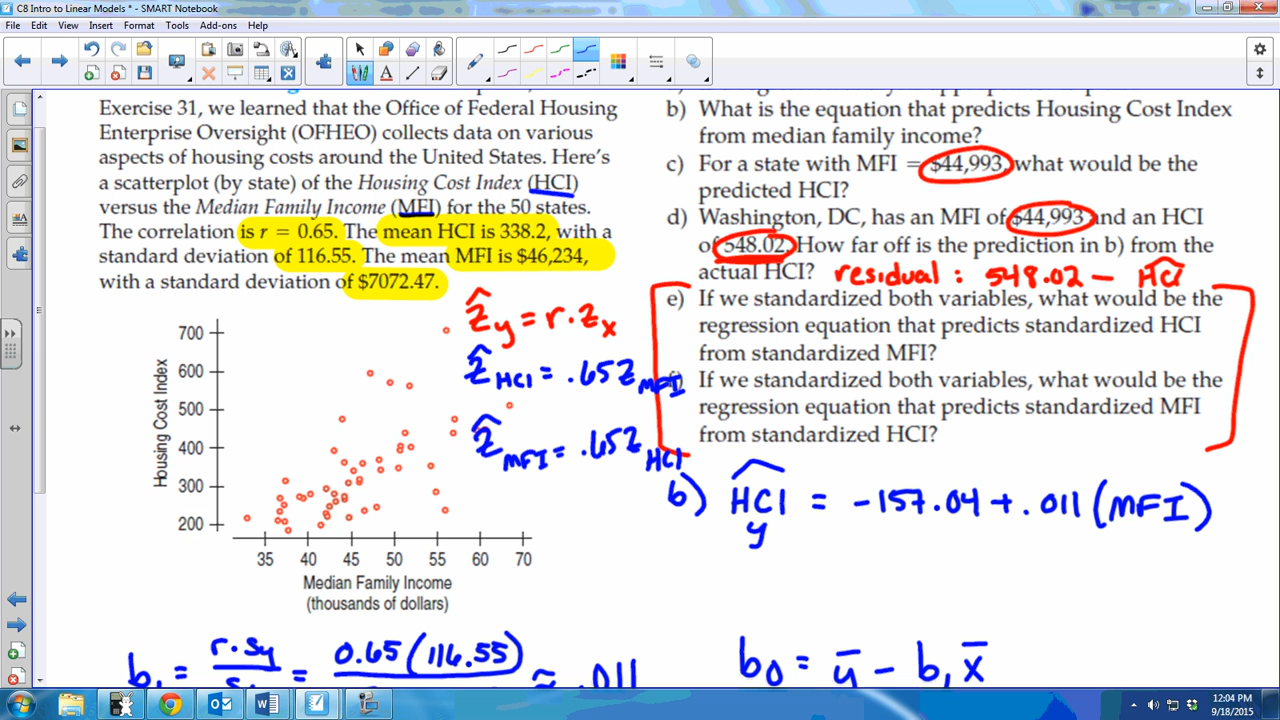 C8 Intro to Linear Models * - SMART Notebook
File Edit View Insert Format Tools Add-ons Help
Exercise 31, we learned that the Office of Federal Housing
Enterprise Oversight (OFHEO) collects data on various
aspects of housing costs around the United States. Here's
a scatterplot (by state) of the Housing Cost Index (HCI)
versus the Median Family Income (MFI) for the 50 states.
The correlation is r = 0.65. The mean HCI is 338.2, with a
standard deviation of 116.55. The mean MFI is $46,234,
with a standard deviation of $7072.47.
ẑy = r·zx
ẑHCI = .65zMFI
ẑMFI = .65zHCI
Housing Cost Index
700
600
500
400
300
200
35 40 45 50 55 60 70
Median Family Income
(thousands of dollars)
b) What is the equation that predicts Housing Cost Index
from median family income?
c) For a state with MFI = $44,993, what would be the
predicted HCI?
d) Washington, DC, has an MFI of $44,993 and an HCI
of 548.02. How far off is the prediction in b) from the
actual HCI? residual : 548.02 - HCI
e) If we standardized both variables, what would be the
regression equation that predicts standardized HCI
from standardized MFI?
f) If we standardized both variables, what would be the
regression equation that predicts standardized MFI
from standardized HCI?
b) HCI = -157.04 + .011 (MFI)
y
b1 = r·sy = 0.65(116.55) ≈ .011
b0 = y̅ - b1x̅
12:04 PM
9/18/2015